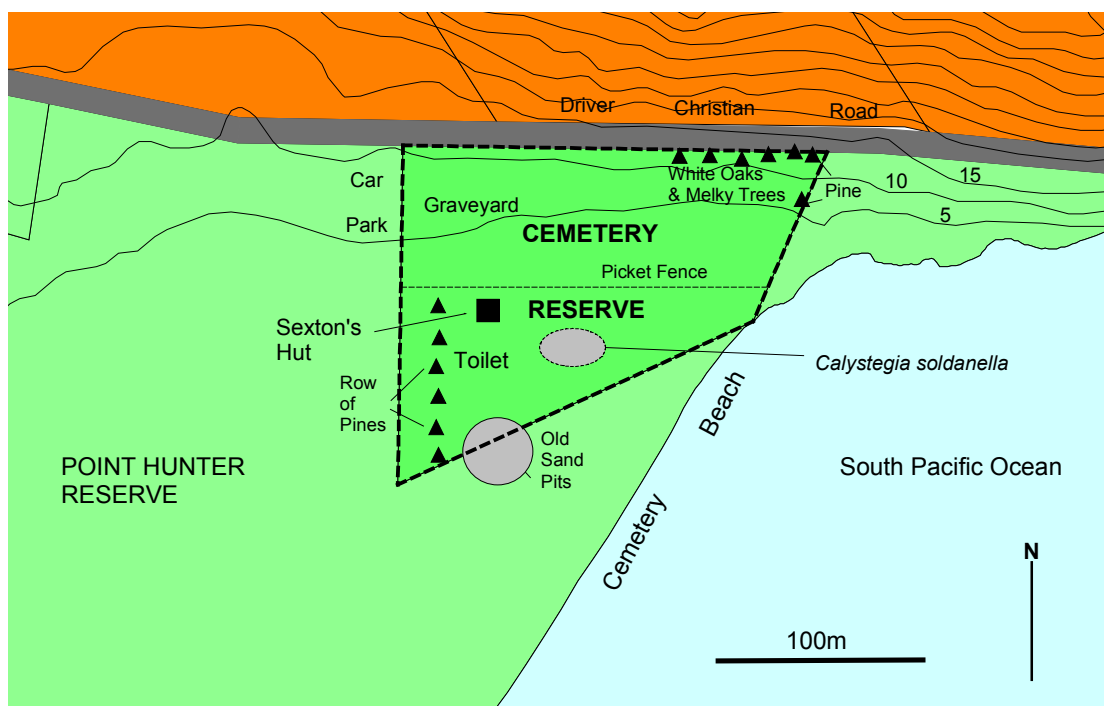 Driver Christian Road
White Oaks
& Melky Trees
Pine
10
15
5
Car
Park
Graveyard
CEMETERY
Picket Fence
RESERVE
Sexton's
Hut
Toilet
Calystegia soldanella
Row
of
Pines
Old
Sand
Pits
Cemetery Beach
POINT HUNTER
RESERVE
South Pacific Ocean
N
100m